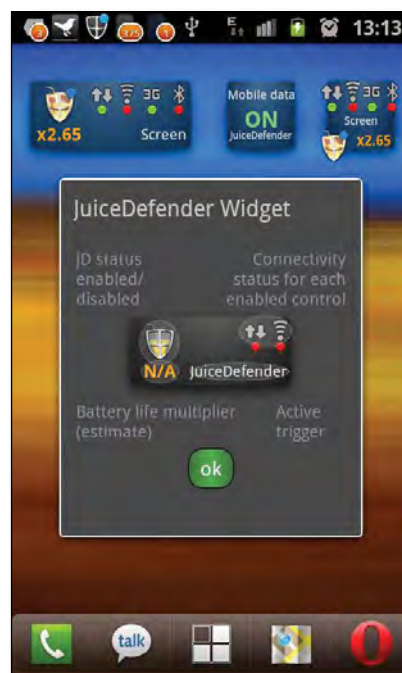 E
13:13
3G
x2.65 Screen
Mobile data
ON
JuiceDefender
3G
Screen
x2.65
JuiceDefender Widget
JD status
enabled/
disabled
Connectivity
status for each
enabled control
N/A JuiceDefender
Battery life multiplier
(estimate)
Active
trigger
ok
talk